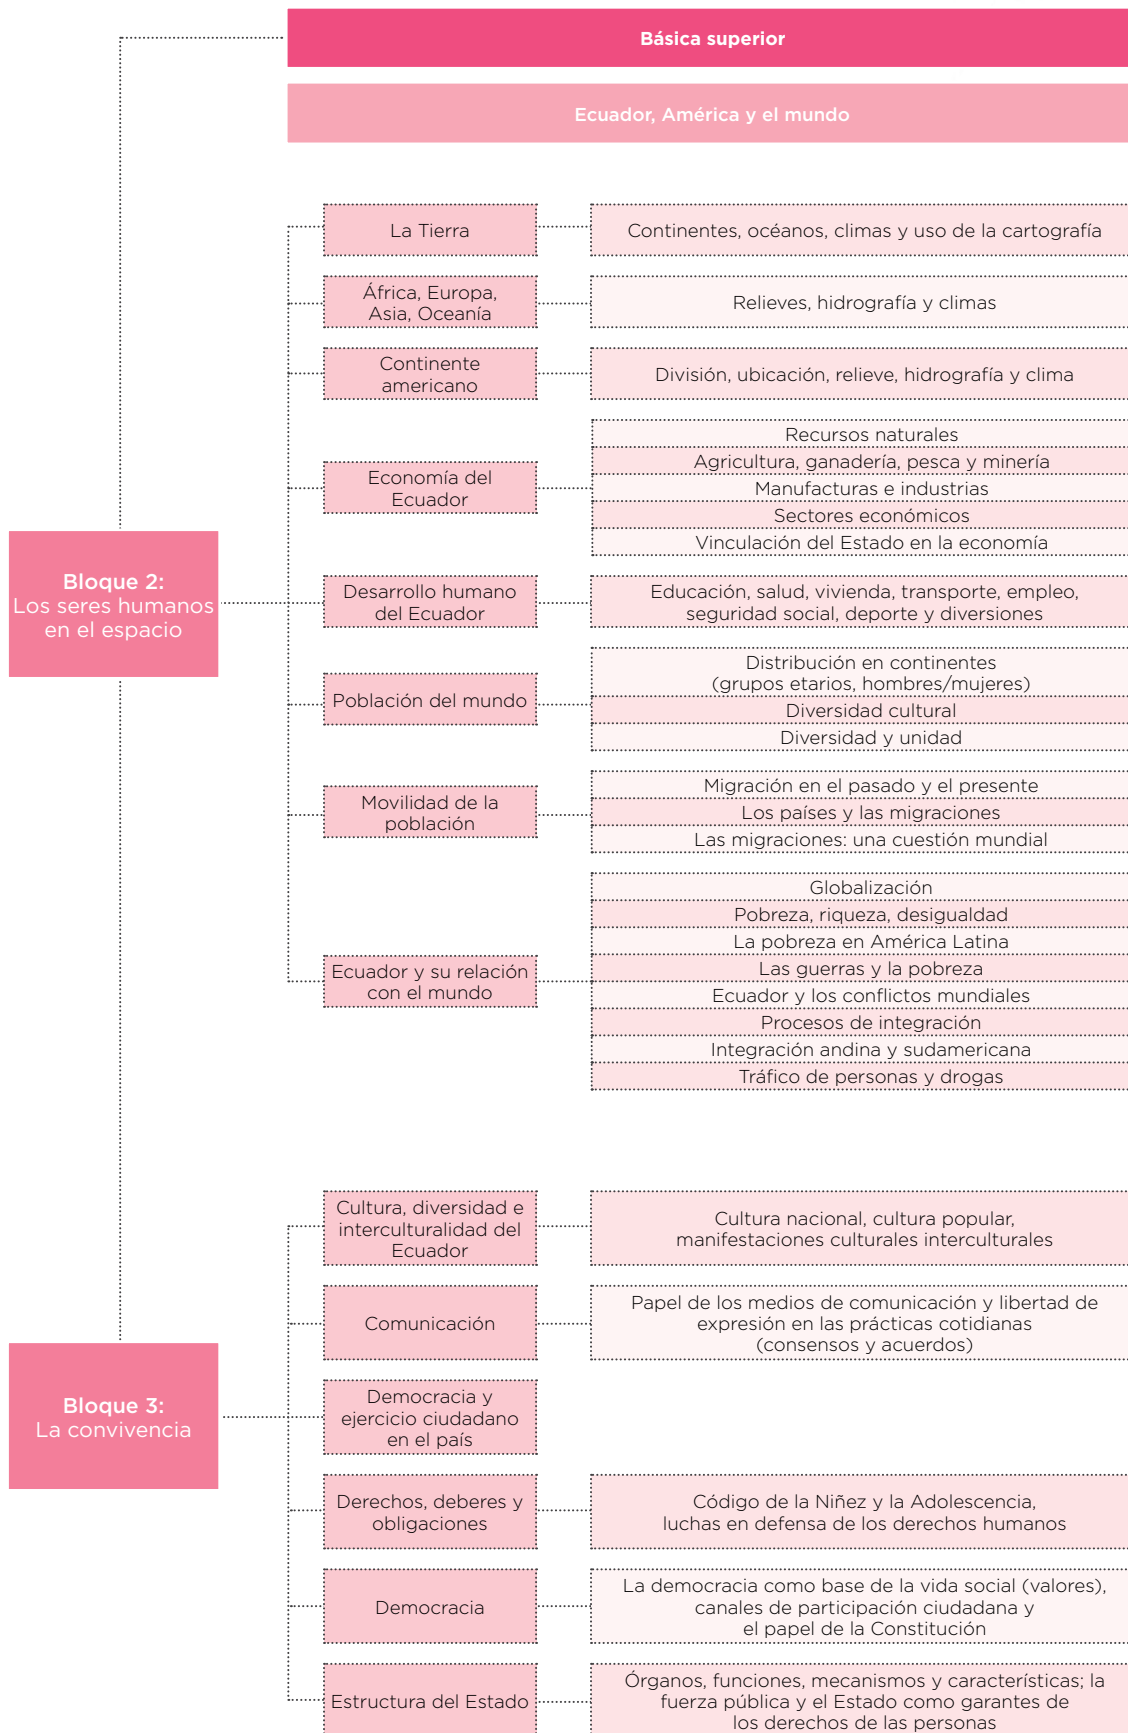 Básica superior
Ecuador, América y el mundo
Bloque 2:
Los seres humanos
en el espacio
La Tierra
Continentes, océanos, climas y uso de la cartografía
África, Europa,
Asia, Oceanía
Relieves, hidrografía y climas
Continente
americano
División, ubicación, relieve, hidrografía y clima
Economía del
Ecuador
Recursos naturales
Agricultura, ganadería, pesca y minería
Manufacturas e industrias
Sectores económicos
Vinculación del Estado en la economía
Desarrollo humano
del Ecuador
Educación, salud, vivienda, transporte, empleo,
seguridad social, deporte y diversiones
Población del mundo
Distribución en continentes
(grupos etarios, hombres/mujeres)
Diversidad cultural
Diversidad y unidad
Movilidad de la
población
Migración en el pasado y el presente
Los países y las migraciones
Las migraciones: una cuestión mundial
Ecuador y su relación
con el mundo
Globalización
Pobreza, riqueza, desigualdad
La pobreza en América Latina
Las guerras y la pobreza
Ecuador y los conflictos mundiales
Procesos de integración
Integración andina y sudamericana
Tráfico de personas y drogas
Bloque 3:
La convivencia
Cultura, diversidad e
interculturalidad del
Ecuador
Cultura nacional, cultura popular,
manifestaciones culturales interculturales
Comunicación
Papel de los medios de comunicación y libertad de
expresión en las prácticas cotidianas
(consensos y acuerdos)
Democracia y
ejercicio ciudadano
en el país
Derechos, deberes y
obligaciones
Código de la Niñez y la Adolescencia,
luchas en defensa de los derechos humanos
Democracia
La democracia como base de la vida social (valores),
canales de participación ciudadana y
el papel de la Constitución
Estructura del Estado
Órganos, funciones, mecanismos y características; la
fuerza pública y el Estado como garantes de
los derechos de las personas